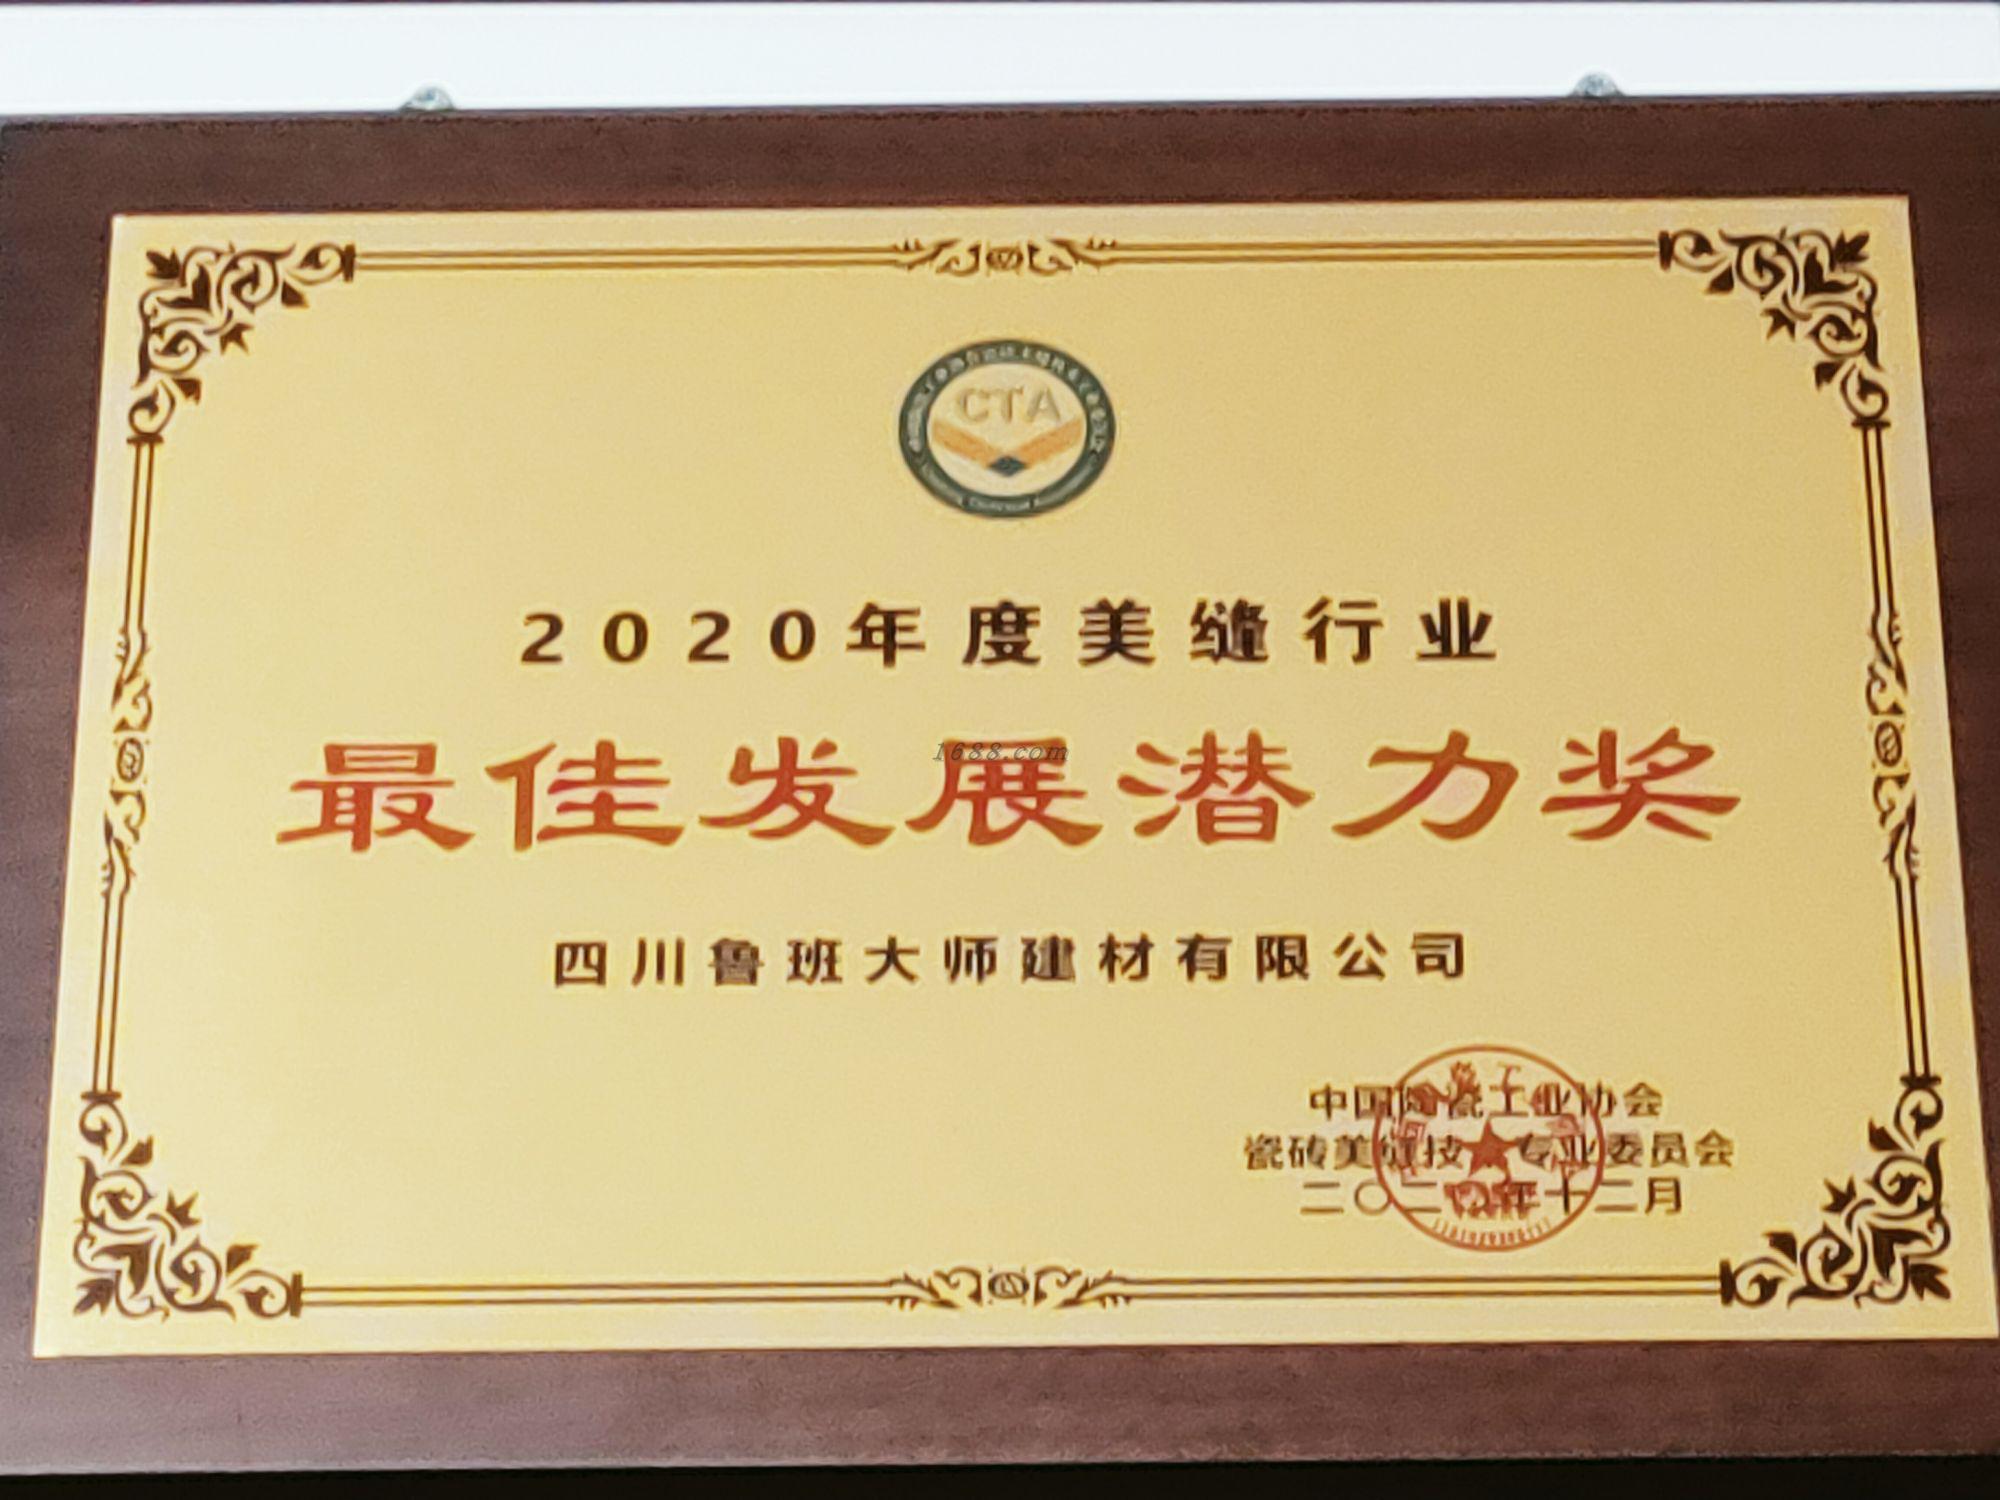 CTA
2020年度美缝行业
最佳发展潜力奖
1688.com
四川鲁班大师建材有限公司
中国陶瓷工业协会
瓷砖美缝技术专业委员会
二〇二〇年十二月